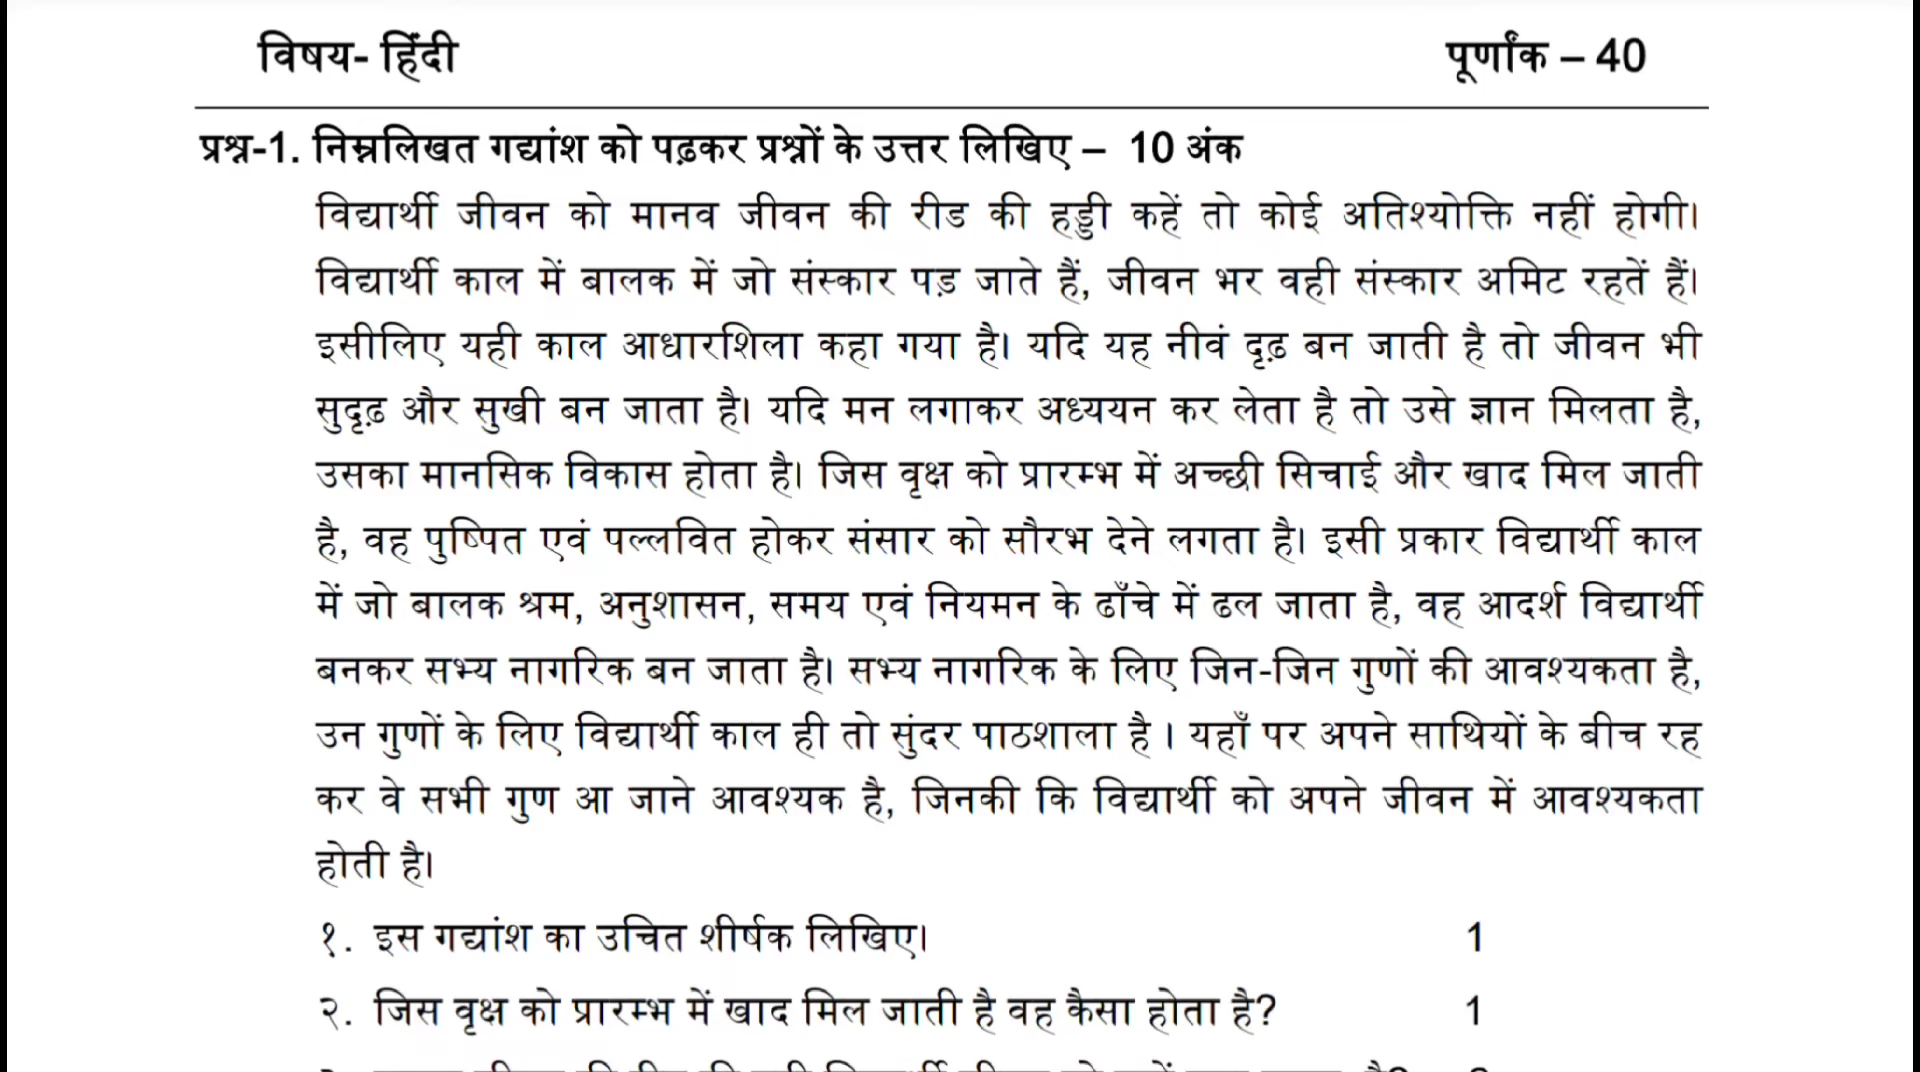 विषय- हिंदी
पूर्णांक – 40
प्रश्न-1. निम्नलिखत गद्यांश को पढ़कर प्रश्नों के उत्तर लिखिए – 10 अंक
विद्यार्थी जीवन को मानव जीवन की रीड की हड्डी कहें तो कोई अतिश्योक्ति नहीं होगी।
विद्यार्थी काल में बालक में जो संस्कार पड़ जाते हैं, जीवन भर वही संस्कार अमिट रहतें हैं।
इसीलिए यही काल आधारशिला कहा गया है। यदि यह नीवं दृढ़ बन जाती है तो जीवन भी
सुदृढ़ और सुखी बन जाता है। यदि मन लगाकर अध्ययन कर लेता है तो उसे ज्ञान मिलता है,
उसका मानसिक विकास होता है। जिस वृक्ष को प्रारम्भ में अच्छी सिचाई और खाद मिल जाती
है, वह पुष्पित एवं पल्लवित होकर संसार को सौरभ देने लगता है। इसी प्रकार विद्यार्थी काल
में जो बालक श्रम, अनुशासन, समय एवं नियमन के ढाँचे में ढल जाता है, वह आदर्श विद्यार्थी
बनकर सभ्य नागरिक बन जाता है। सभ्य नागरिक के लिए जिन-जिन गुणों की आवश्यकता है,
उन गुणों के लिए विद्यार्थी काल ही तो सुंदर पाठशाला है । यहाँ पर अपने साथियों के बीच रह
कर वे सभी गुण आ जाने आवश्यक है, जिनकी कि विद्यार्थी को अपने जीवन में आवश्यकता
होती है।
१. इस गद्यांश का उचित शीर्षक लिखिए। 1
२. जिस वृक्ष को प्रारम्भ में खाद मिल जाती है वह कैसा होता है? 1